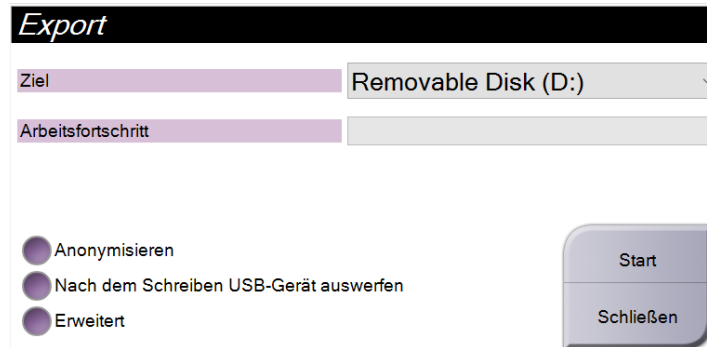 Export
Ziel
Removable Disk (D:)
Arbeitsfortschritt
Anonymisieren
Nach dem Schreiben USB-Gerät auswerfen
Erweitert
Start
Schließen